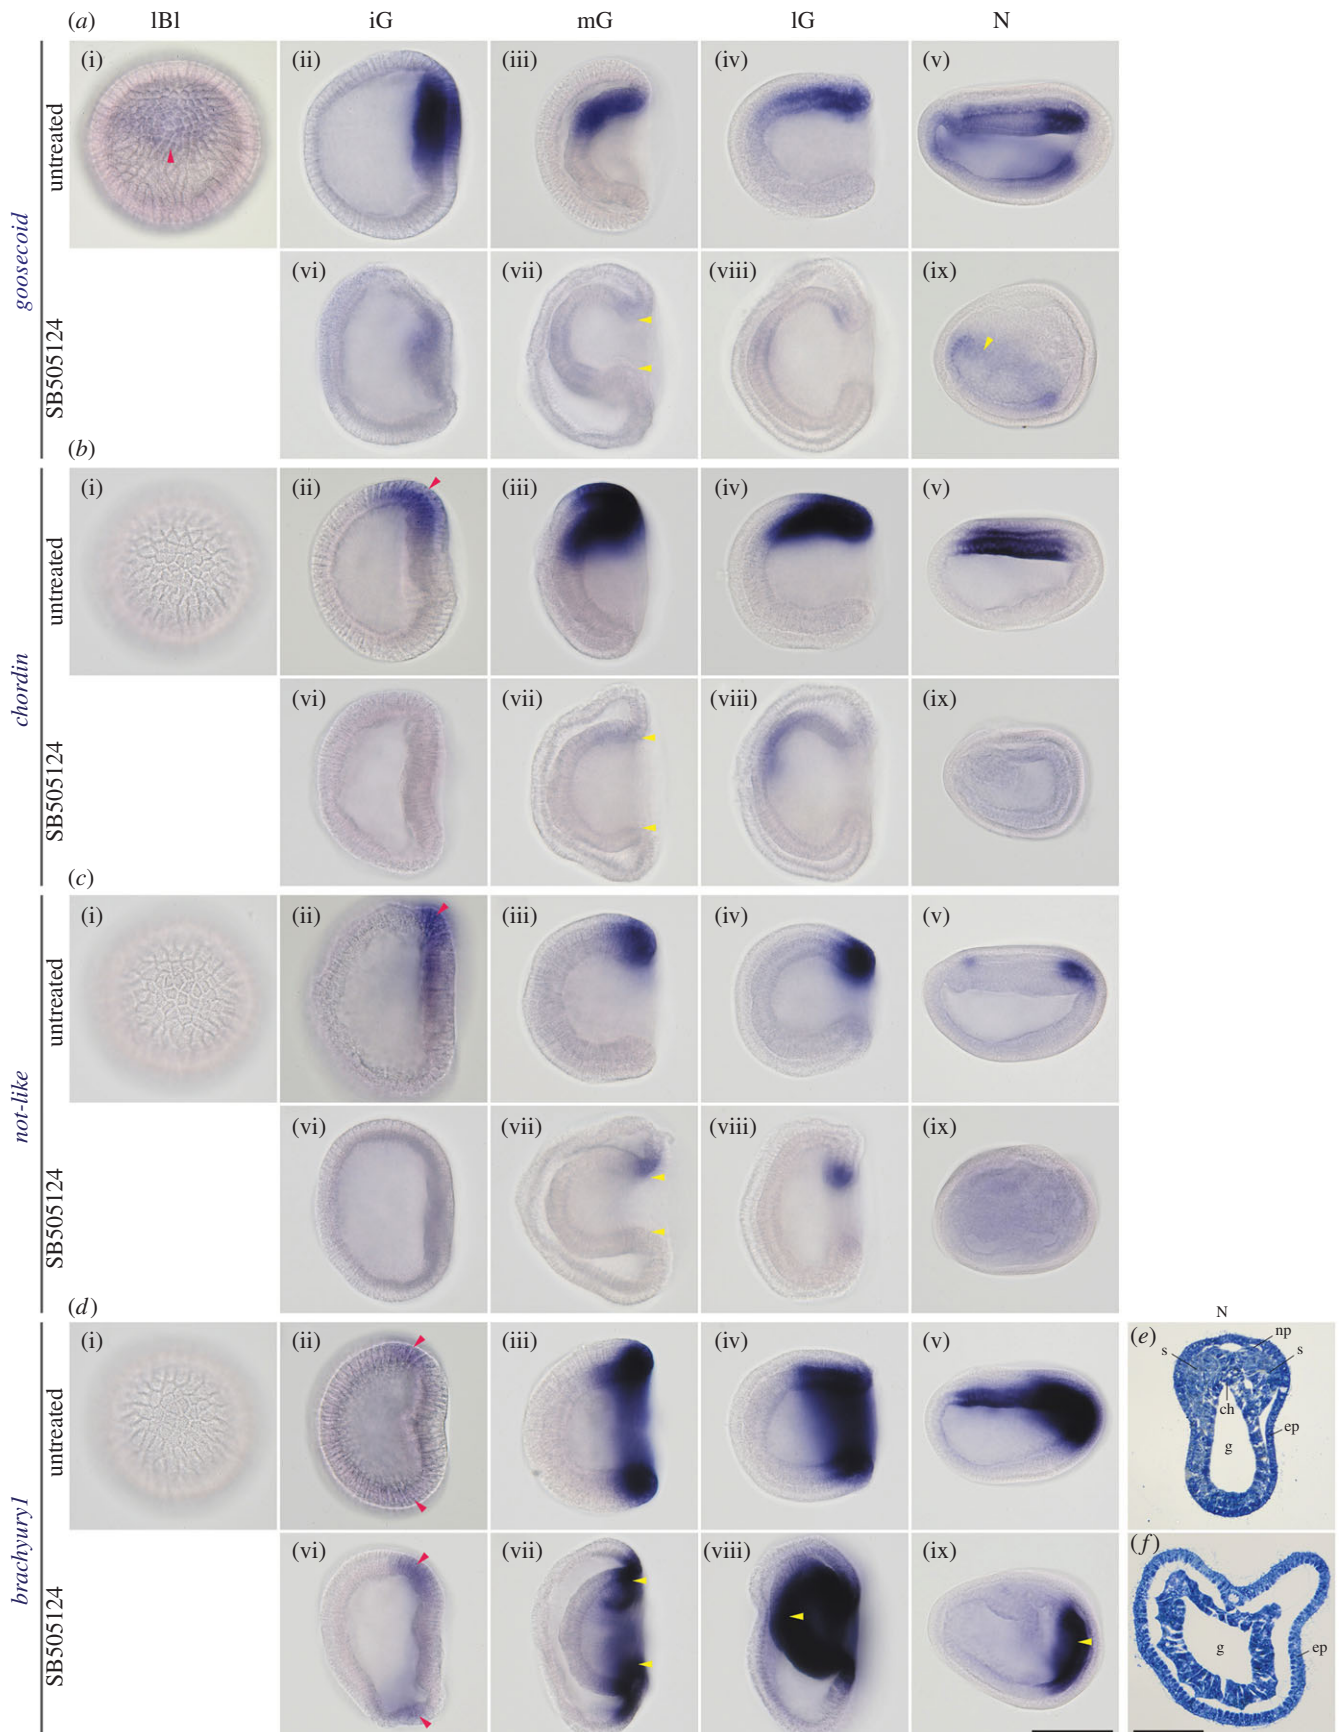 (a) lBl iG mG lG N
goosecoid
untreated
(i) (ii) (iii) (iv) (v)
SB505124
(vi) (vii) (viii) (ix)
(b)
chordin
untreated
(i) (ii) (iii) (iv) (v)
SB505124
(vi) (vii) (viii) (ix)
(c)
not-like
untreated
(i) (ii) (iii) (iv) (v)
SB505124
(vi) (vii) (viii) (ix)
(d)
brachyury1
untreated
(i) (ii) (iii) (iv) (v)
SB505124
(vi) (vii) (viii) (ix)
N
(e)
np
s s
ch
ep
g
(f)
g
ep